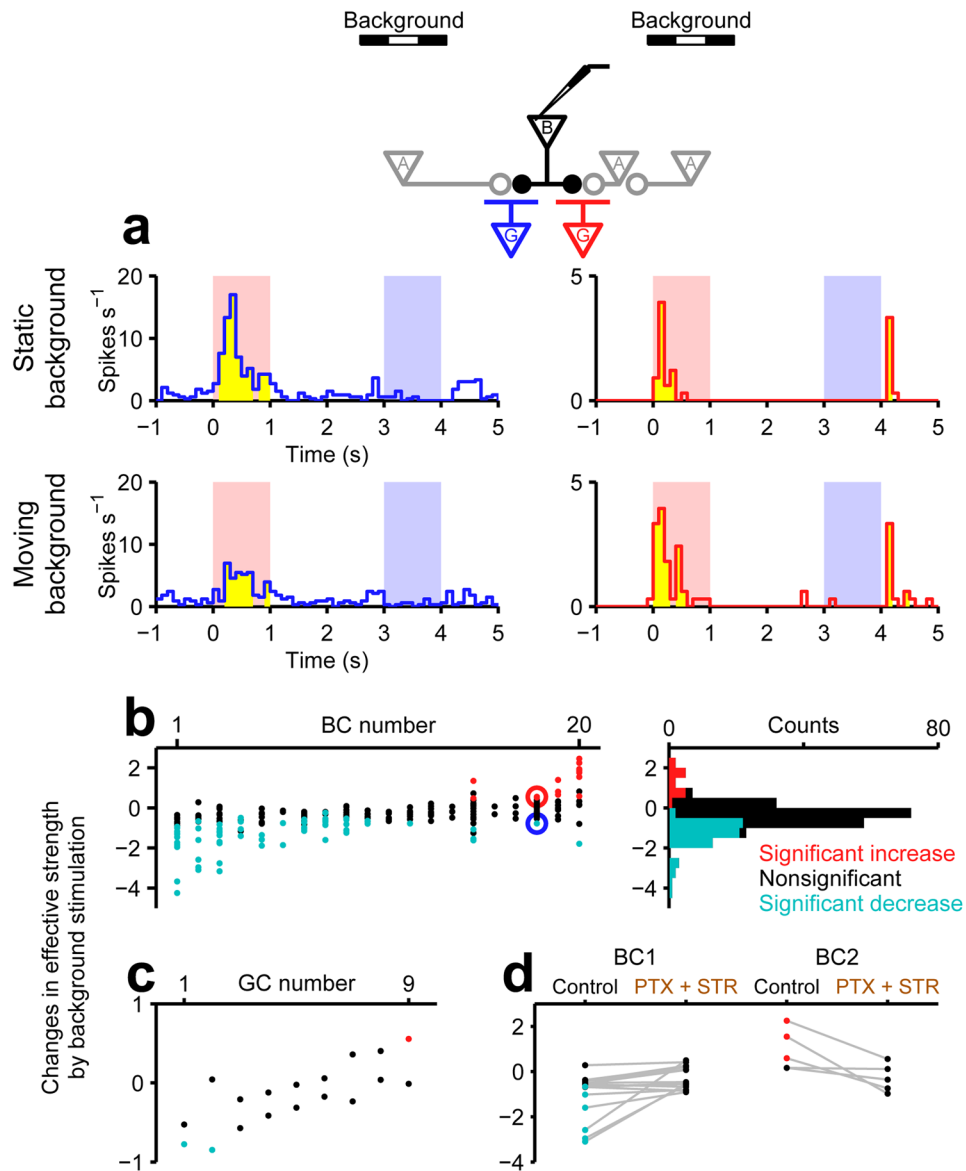 Background Background
B
A A A
G G
a
Static background
Spikes s⁻¹
20 5
10
0 0
−1 0 1 2 3 4 5 −1 0 1 2 3 4 5
Time (s)
Moving background
Spikes s⁻¹
20 5
10
0 0
−1 0 1 2 3 4 5 −1 0 1 2 3 4 5
Time (s)
b
1 BC number 20 0 Counts 80
2
0
−2
−4
2
0
−2
−4
Significant increase
Nonsignificant
Significant decrease
Changes in effective strength
by background stimulation
c
1 GC number 9
1
0
−1
d
BC1 BC2
Control PTX + STR Control PTX + STR
2
0
−2
−4